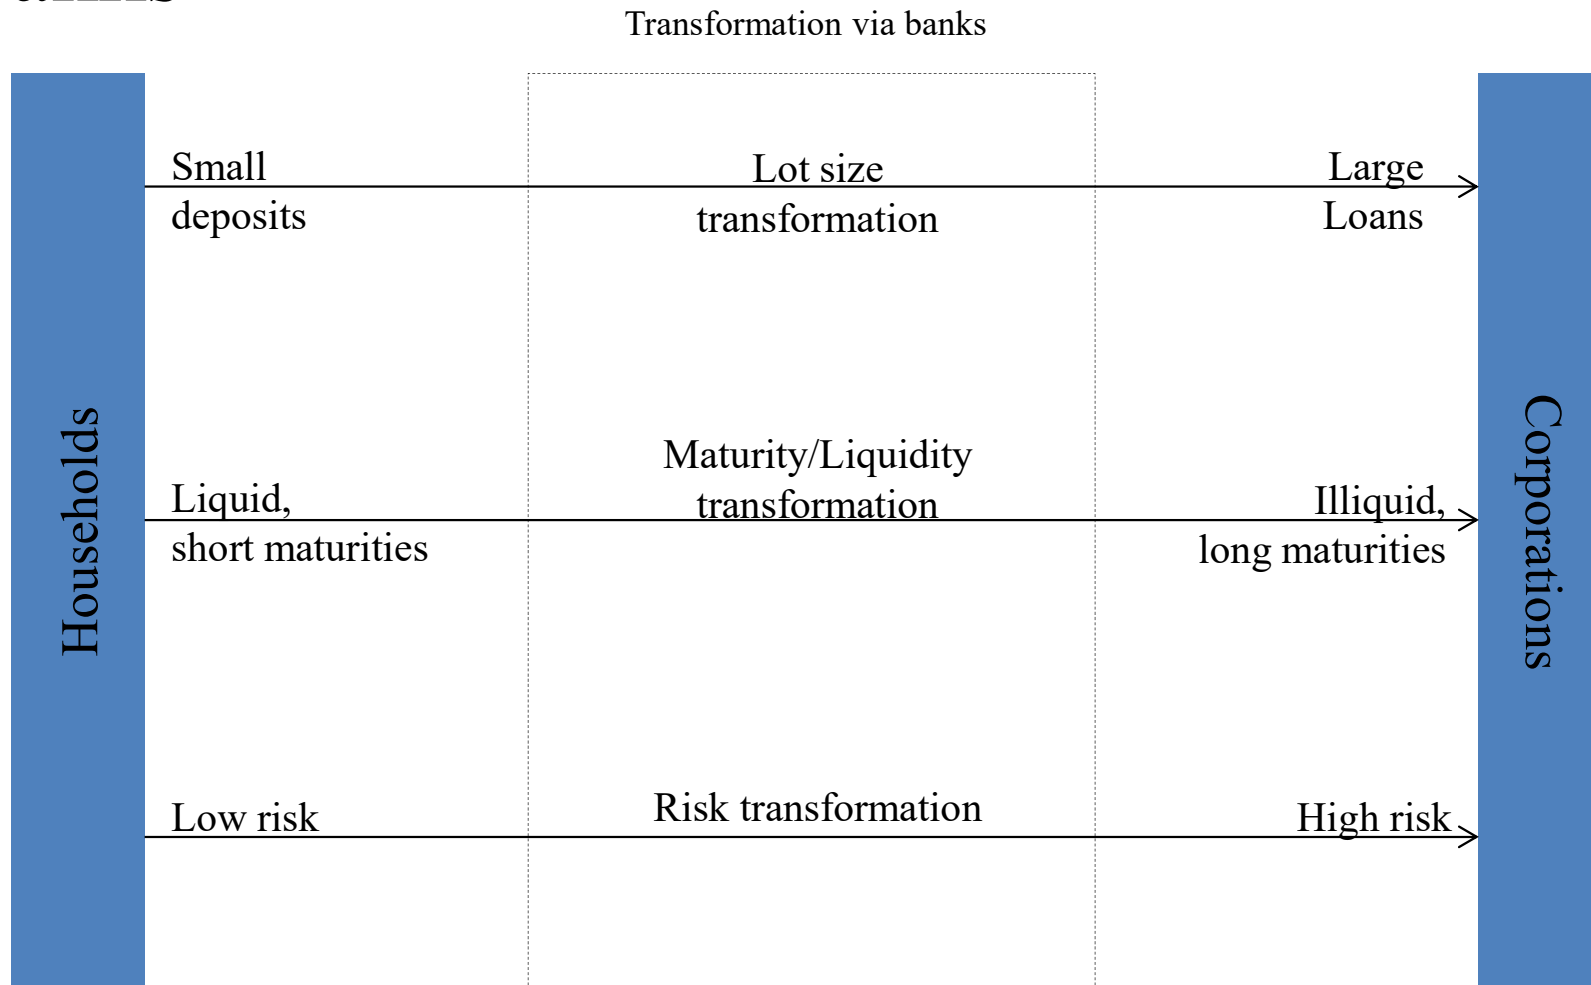 Transformation via banks
Small
deposits
Lot size
transformation
Large
Loans
Households
Liquid,
short maturities
Maturity/Liquidity
transformation
Illiquid,
long maturities
Corporations
Low risk
Risk transformation
High risk